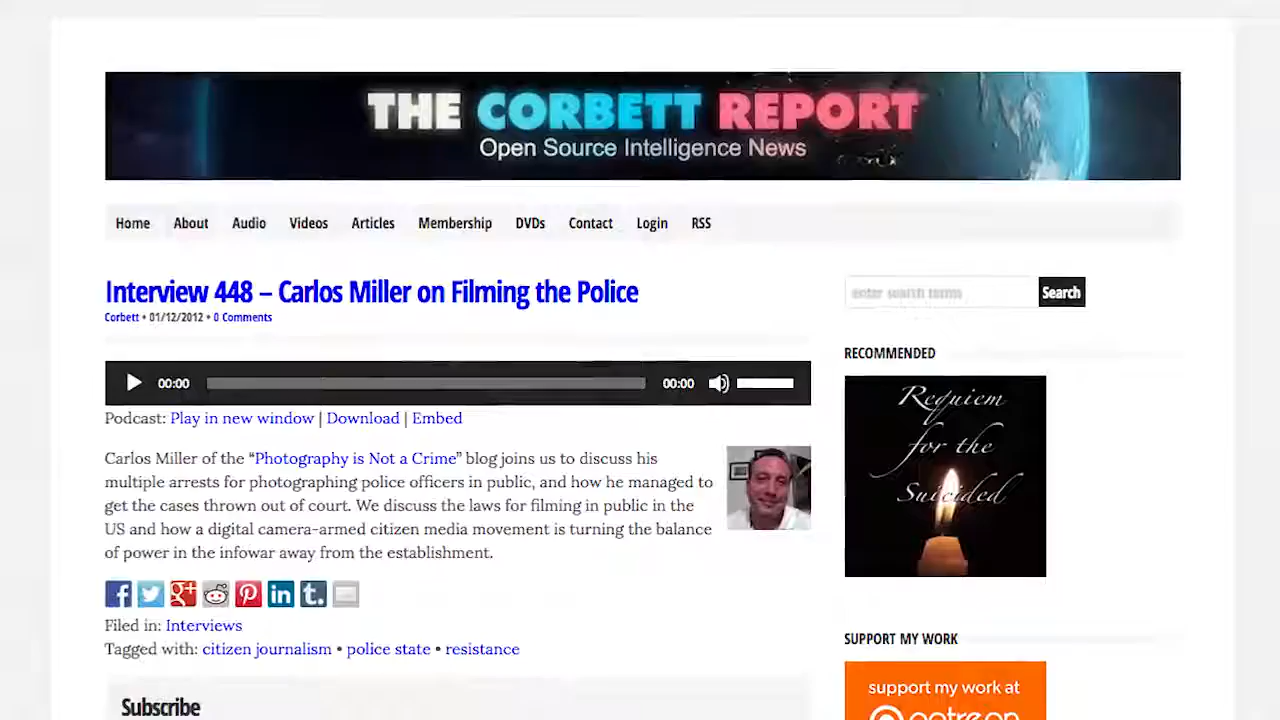 THE CORBETT REPORT
Open Source Intelligence News
Home About Audio Videos Articles Membership DVDs Contact Login RSS
Interview 448 – Carlos Miller on Filming the Police
Corbett • 01/12/2012 • 0 Comments
enter search terms
Search
00:00 00:00
Podcast: Play in new window | Download | Embed
Carlos Miller of the “Photography is Not a Crime” blog joins us to discuss his
multiple arrests for photographing police officers in public, and how he managed to
get the cases thrown out of court. We discuss the laws for filming in public in the
US and how a digital camera-armed citizen media movement is turning the balance
of power in the infowar away from the establishment.
Filed in: Interviews
Tagged with: citizen journalism • police state • resistance
Subscribe
RECOMMENDED
Requiem
for the
Suicided
SUPPORT MY WORK
support my work at
patreon